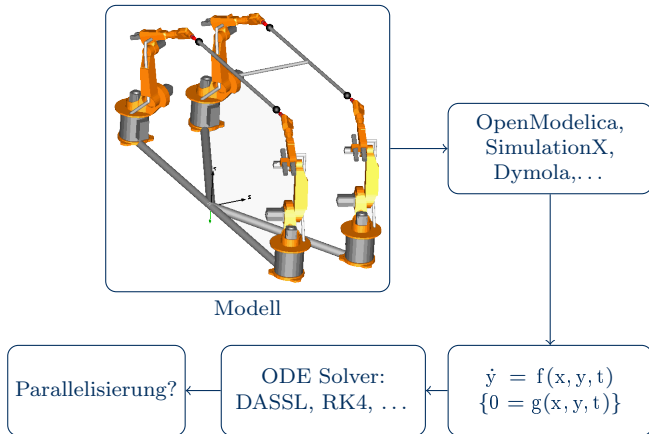 Modell
OpenModelica,
SimulationX,
Dymola,...
ẏ = f(x, y, t)
{0 = g(x, y, t)}
ODE Solver:
DASSL, RK4, ...
Parallelisierung?